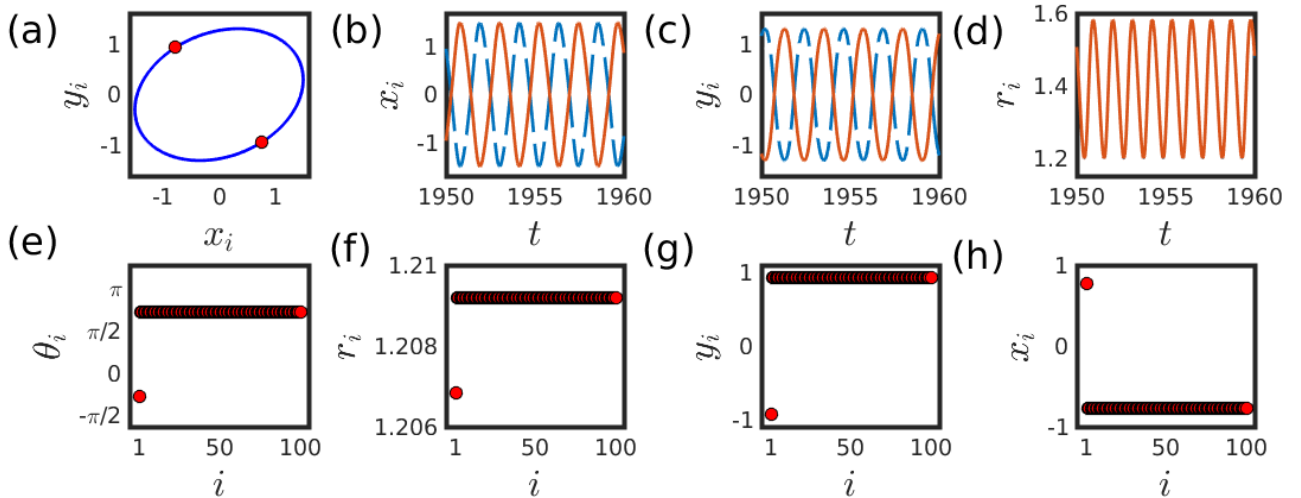 (a) (b) (c) (d)
y_i 1 0 -1
-1 0 1
x_i
x_i 1 0 -1
1950 1955 1960
t
y_i 1 0 -1
1950 1955 1960
t
r_i 1.6 1.4 1.2
1950 1955 1960
t
(e) (f) (g) (h)
θ_i π π/2 0 -π/2
1 50 100
i
r_i 1.21 1.208 1.206
1 50 100
i
y_i 1 0 -1
1 50 100
i
x_i 1 0 -1
1 50 100
i